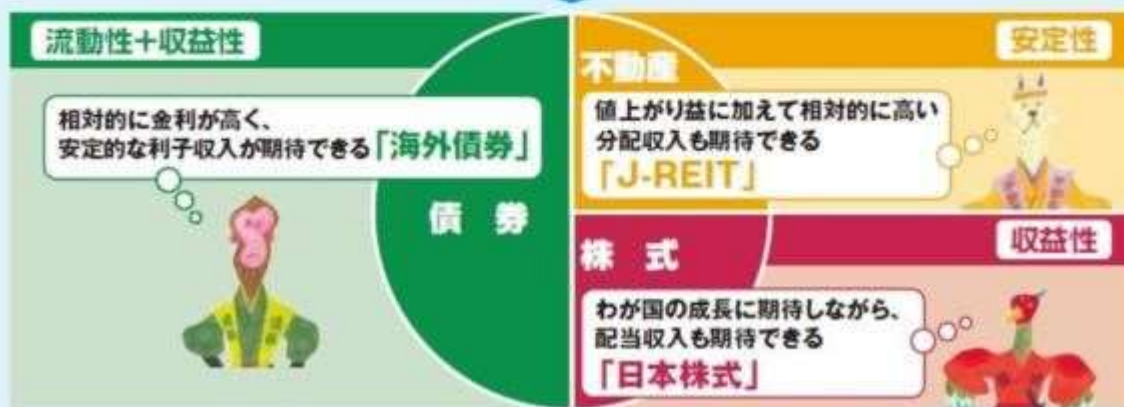 流動性+収益性
相対的に金利が高く、
安定的な利子収入が期待できる「海外債券」
債券
不動産
安定性
値上がり益に加えて相対的に高い
分配収入も期待できる
「J-REIT」
株式
収益性
わが国の成長に期待しながら、
配当収入も期待できる
「日本株式」